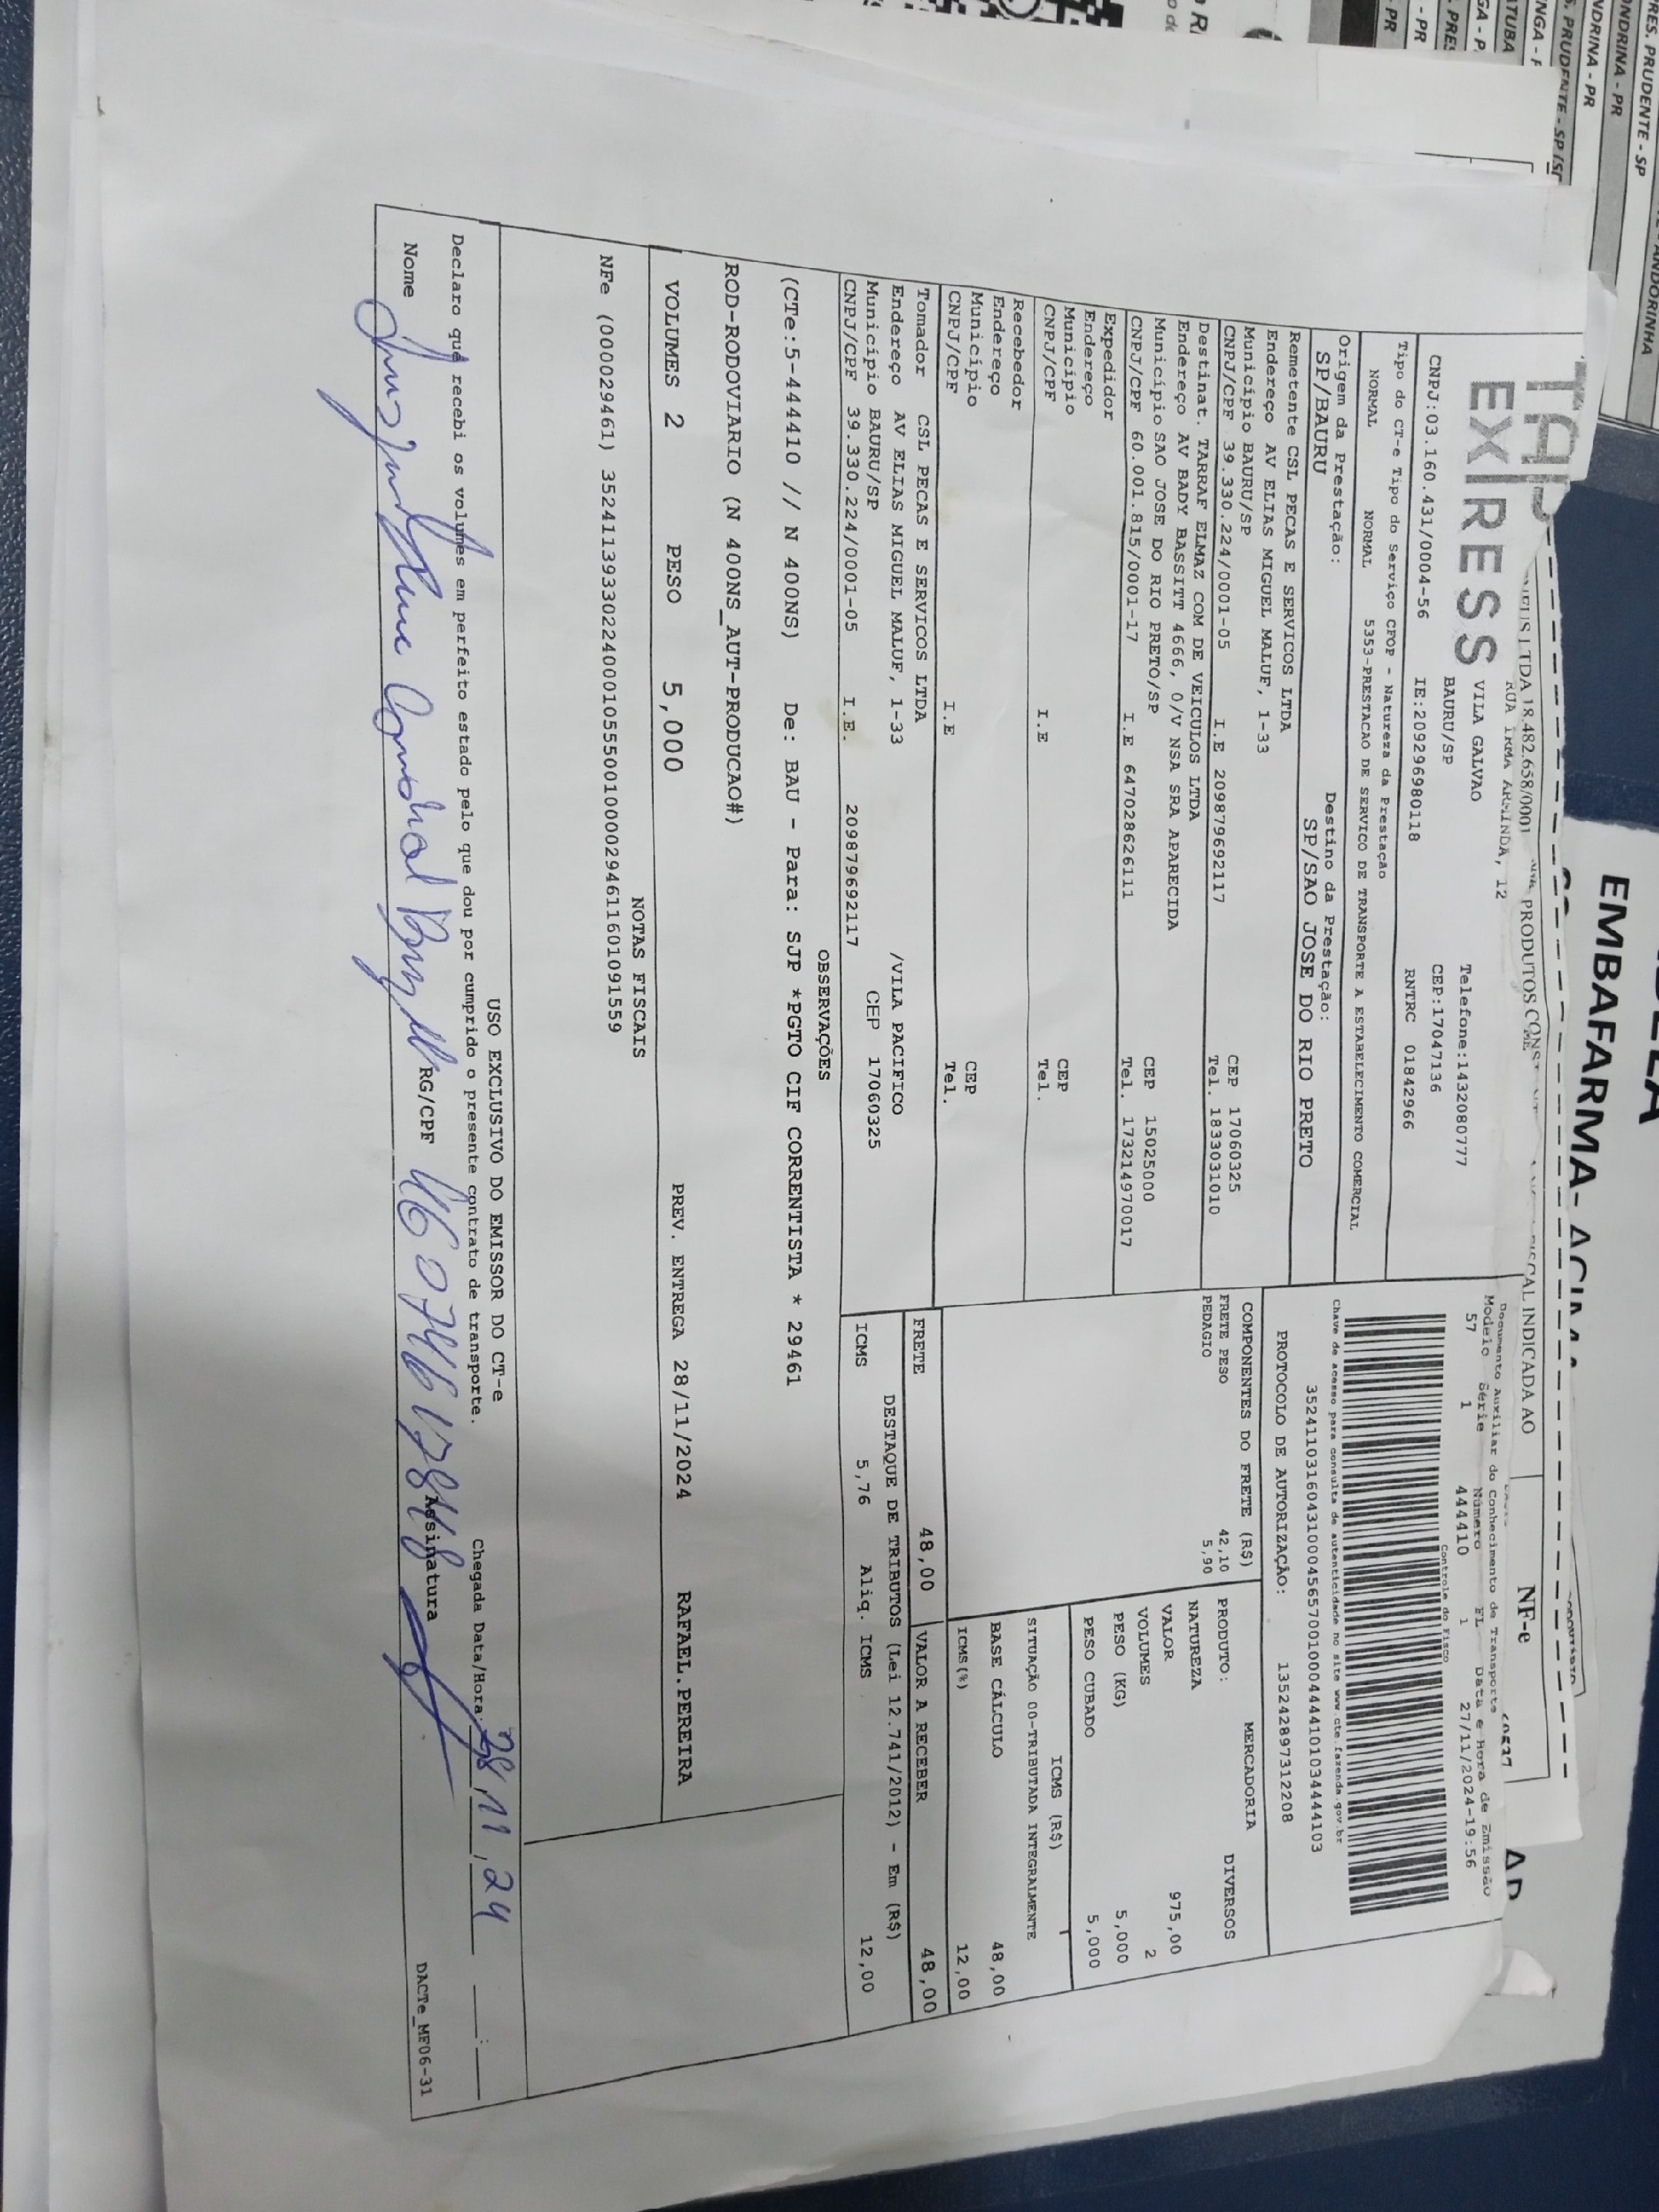 TAP
EXPRESS
RUA IRMA ARMINDA, 12
VILA GALVAO
BAURU/SP
Telefone:1432080777
CEP:17047136
CNPJ:03.160.431/0004-56 IE:209296980118 RNTRC 01842966
Tipo do CT-e Tipo do Serviço CFOP - Natureza da Prestação
NORMAL NORMAL 5353-PRESTACAO DE SERVICO DE TRANSPORTE A ESTABELECIMENTO COMERCIAL
Origem da Prestação: Destino da Prestação:
SP/BAURU SP/SAO JOSE DO RIO PRETO
Documento Auxiliar do Conhecimento de Transporte
Modelo Série Número FL Data e Hora de Emissão
57 1 444410 1 27/11/2024-19:56
Controle do Fisco
Chave de acesso para consulta de autenticidade no site www.cte.fazenda.gov.br
35241103160431000456570010004444101034444103
PROTOCOLO DE AUTORIZAÇÃO: 135242897312208
Remetente CSL PECAS E SERVICOS LTDA
Endereço AV ELIAS MIGUEL MALUF, 1-33
Município BAURU/SP CEP 17060325
CNPJ/CPF 39.330.224/0001-05 I.E 209879692117 Tel. 1833031010
Destinat. TARRAF ELMAZ COM DE VEICULOS LTDA
Endereço AV BADY BASSITT 4666, 0/V NSA SRA APARECIDA
Município SAO JOSE DO RIO PRETO/SP CEP 15025000
CNPJ/CPF 60.001.815/0001-17 I.E 647028626111 Tel. 173214970017
Expedidor
Endereço
Município CEP
CNPJ/CPF I.E Tel.
Recebedor
Endereço
Município CEP
CNPJ/CPF I.E Tel.
Tomador CSL PECAS E SERVICOS LTDA
Endereço AV ELIAS MIGUEL MALUF, 1-33 /VILA PACIFICO
Município BAURU/SP CEP 17060325
CNPJ/CPF 39.330.224/0001-05 I.E. 209879692117
COMPONENTES DO FRETE (R$)
FRETE PESO 42,10
PEDAGIO 5,90
MERCADORIA
PRODUTO: DIVERSOS
NATUREZA
VALOR 975,00
VOLUMES 2
PESO (KG) 5,000
PESO CUBADO 5,000
ICMS (R$)
SITUAÇÃO 00-TRIBUTADA INTEGRALMENTE
BASE CÁLCULO 48,00
ICMS(%) 12,00
FRETE 48,00 VALOR A RECEBER 48,00
DESTAQUE DE TRIBUTOS (Lei 12.741/2012) - Em (R$)
ICMS 5,76 Aliq. ICMS 12,00
OBSERVAÇÕES
(CTe:5-444410 // N 400NS) De: BAU - Para: SJP *PGTO CIF CORRENTISTA * 29461
ROD-RODOVIARIO (N 400NS_AUT-PRODUCAO#)
VOLUMES 2 PESO 5,000 PREV. ENTREGA 28/11/2024 RAFAEL.PEREIRA
NOTAS FISCAIS
NFe (000029461) 35241139330224000105550010000294611601091559
USO EXCLUSIVO DO EMISSOR DO CT-e
Declaro que recebi os volumes em perfeito estado pelo que dou por cumprido o presente contrato de transporte.
Chegada Data/Hora: 28/11/24
Nome RG/CPF Assinatura
DACTe_MF06-31
EMBAFARMA-
NF-e
PRES. PRUDENTE - SP